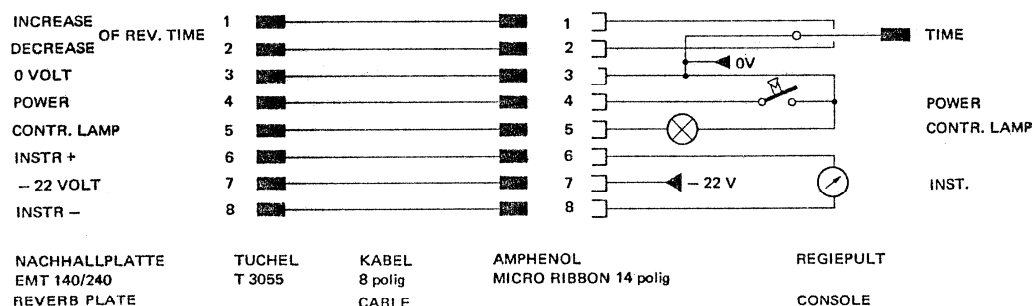 INCREASE 1 1
OF REV. TIME TIME
DECREASE 2 2
0 VOLT 3 3 0V
POWER 4 4 POWER
CONTR. LAMP 5 5 CONTR. LAMP
INSTR + 6 6
– 22 VOLT 7 7 – 22 V INST.
INSTR – 8 8
NACHHALLPLATTE TUCHEL KABEL AMPHENOL REGIEPULT
EMT 140/240 T 3055 8 polig MICRO RIBBON 14 polig
REVERB PLATE CABLE CONSOLE